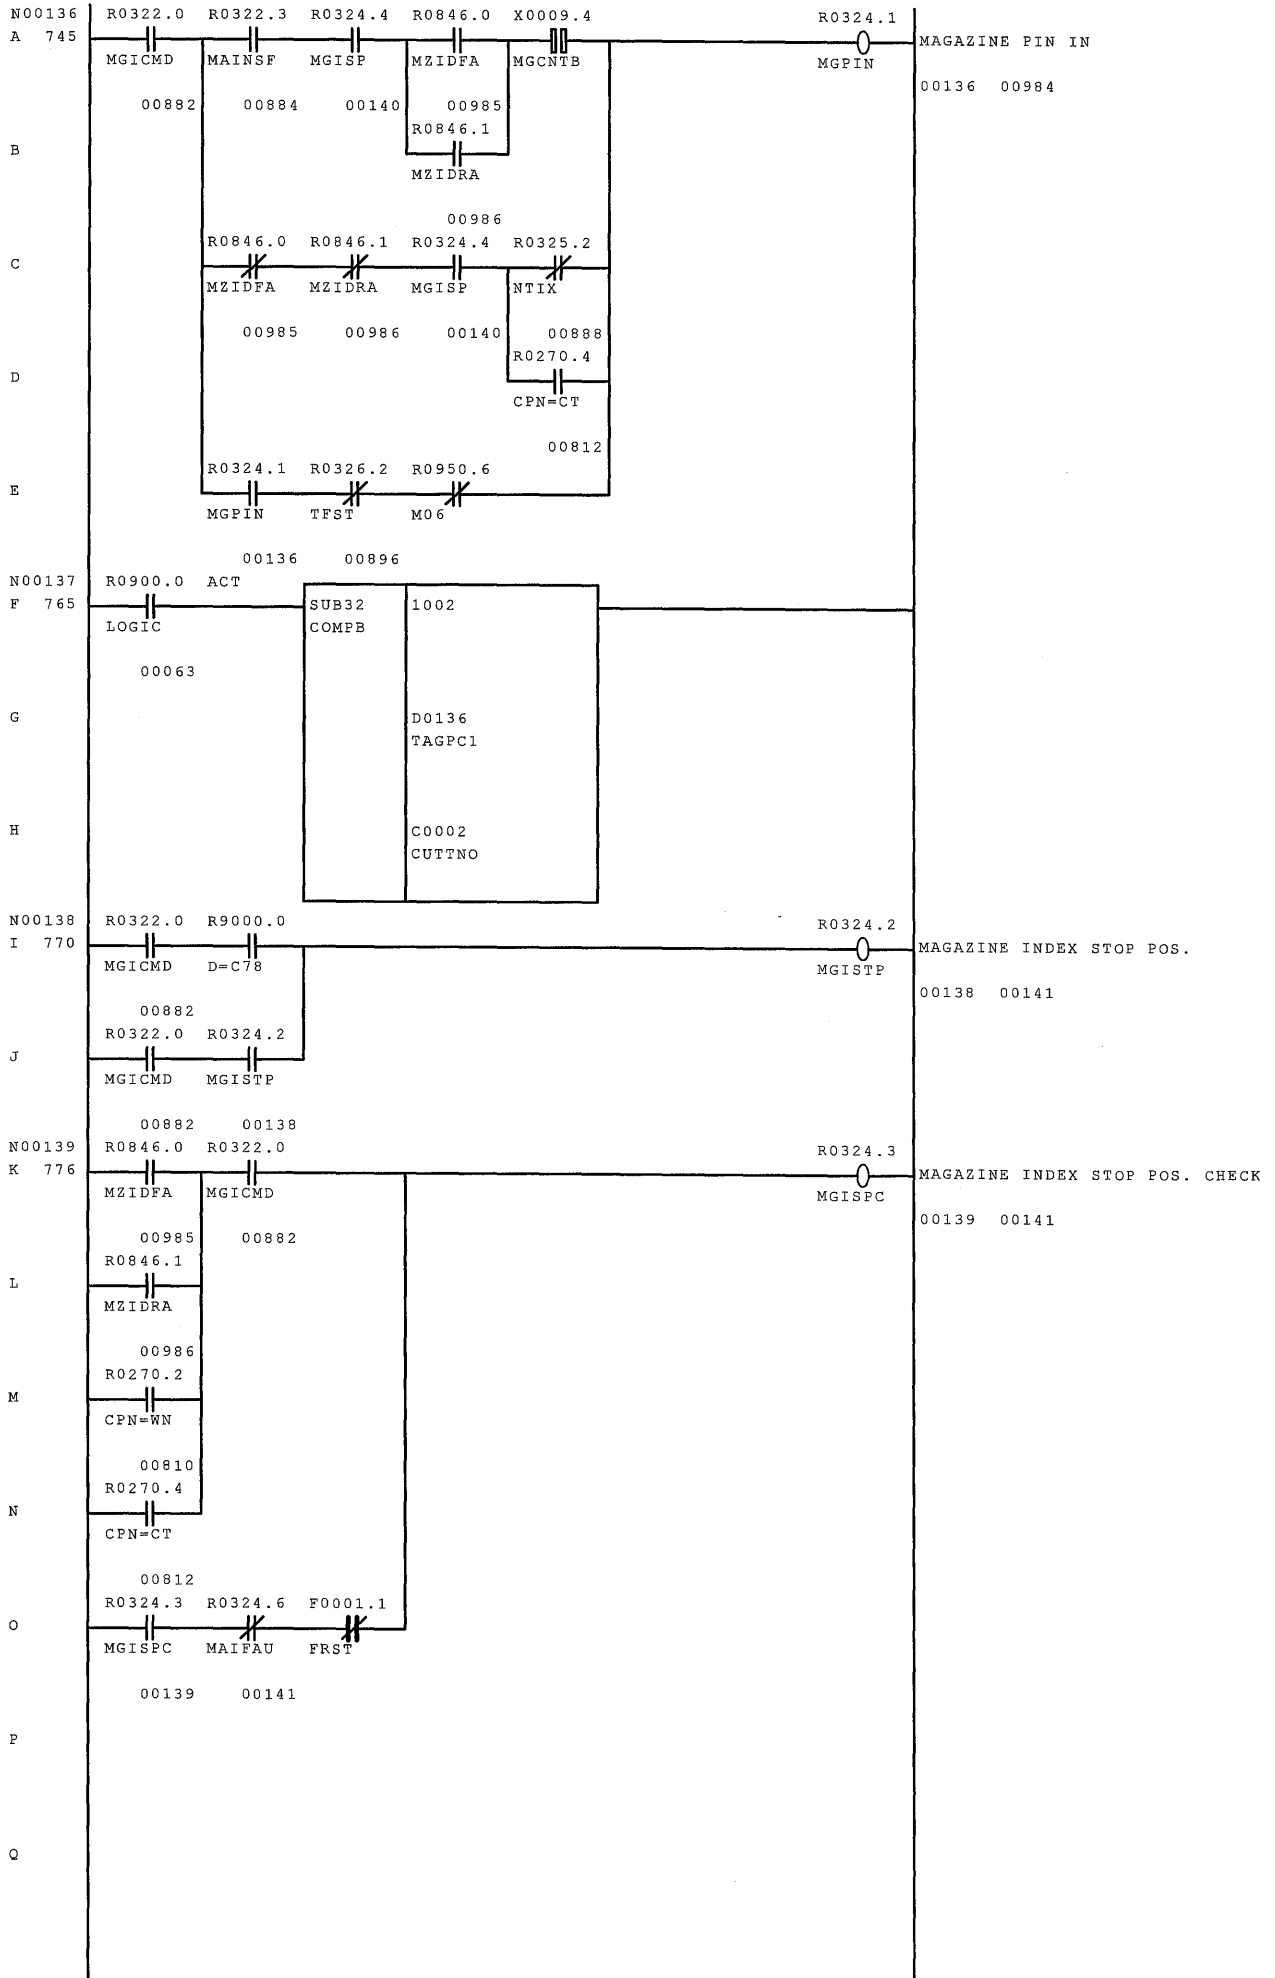 N00136 R0322.0 R0322.3 R0324.4 R0846.0 X0009.4 R0324.1
A 745 MAGAZINE PIN IN
MGICMD MAINSF MGISP MZIDFA MGCNTB MGPIN
00136 00984
00882 00884 00140 00985
R0846.1
B
MZIDRA
00986
R0846.0 R0846.1 R0324.4 R0325.2
C
MZIDFA MZIDRA MGISP NTIX
00985 00986 00140 00888
R0270.4
D
CPN=CT
00812
R0324.1 R0326.2 R0950.6
E
MGPIN TFST M06
00136 00896
N00137 R0900.0 ACT
F 765 SUB32 1002
LOGIC COMPB
00063
G D0136
TAGPC1
H C0002
CUTTNO
N00138 R0322.0 R9000.0 R0324.2
I 770 MAGAZINE INDEX STOP POS.
MGICMD D=C78 MGISTP
00138 00141
00882
R0322.0 R0324.2
J
MGICMD MGISTP
00882 00138
N00139 R0846.0 R0322.0 R0324.3
K 776 MAGAZINE INDEX STOP POS. CHECK
MZIDFA MGICMD MGISPC
00139 00141
00985 00882
R0846.1
L
MZIDRA
00986
R0270.2
M
CPN=WN
00810
R0270.4
N
CPN=CT
00812
R0324.3 R0324.6 F0001.1
O
MGISPC MAIFAU FRST
00139 00141
P
Q